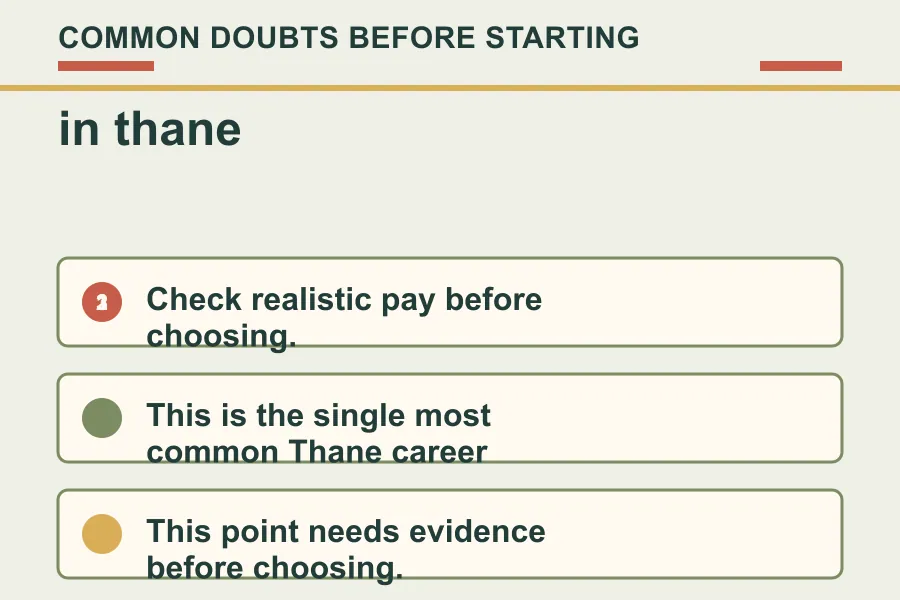 COMMON DOUBTS BEFORE STARTING
in thane
Check realistic pay before
choosing.
This is the single most
common Thane career
This point needs evidence
before choosing.